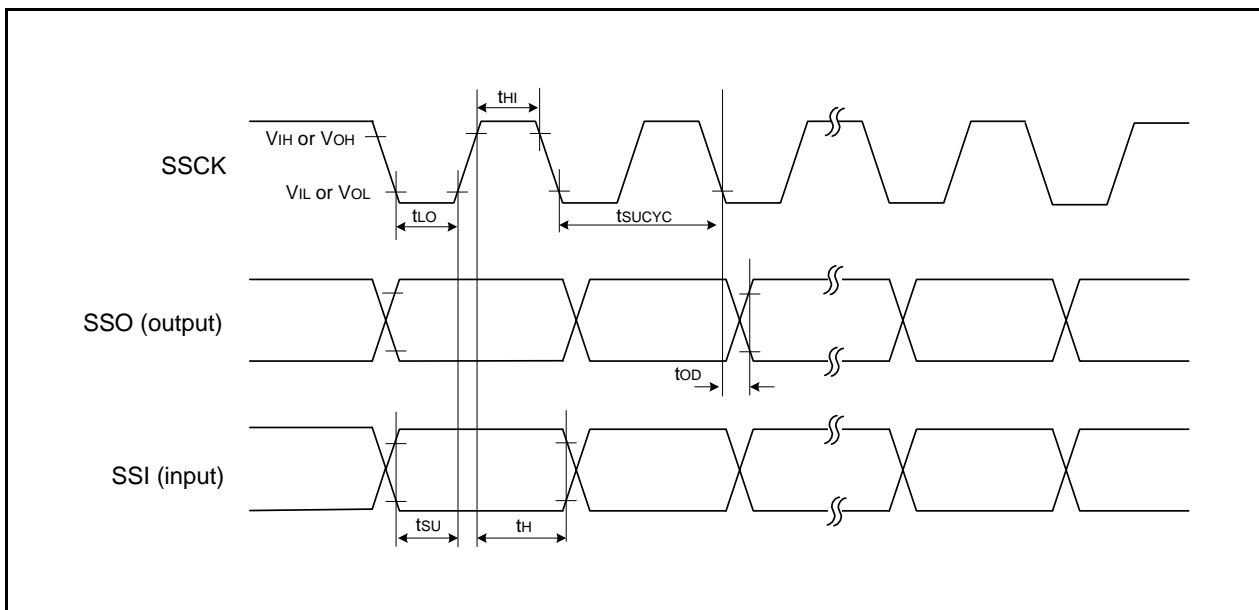 tHI
VIH or VOH
SSCK
VIL or VOL
tLO
tSUCYC
SSO (output)
tOD
SSI (input)
tSU
tH